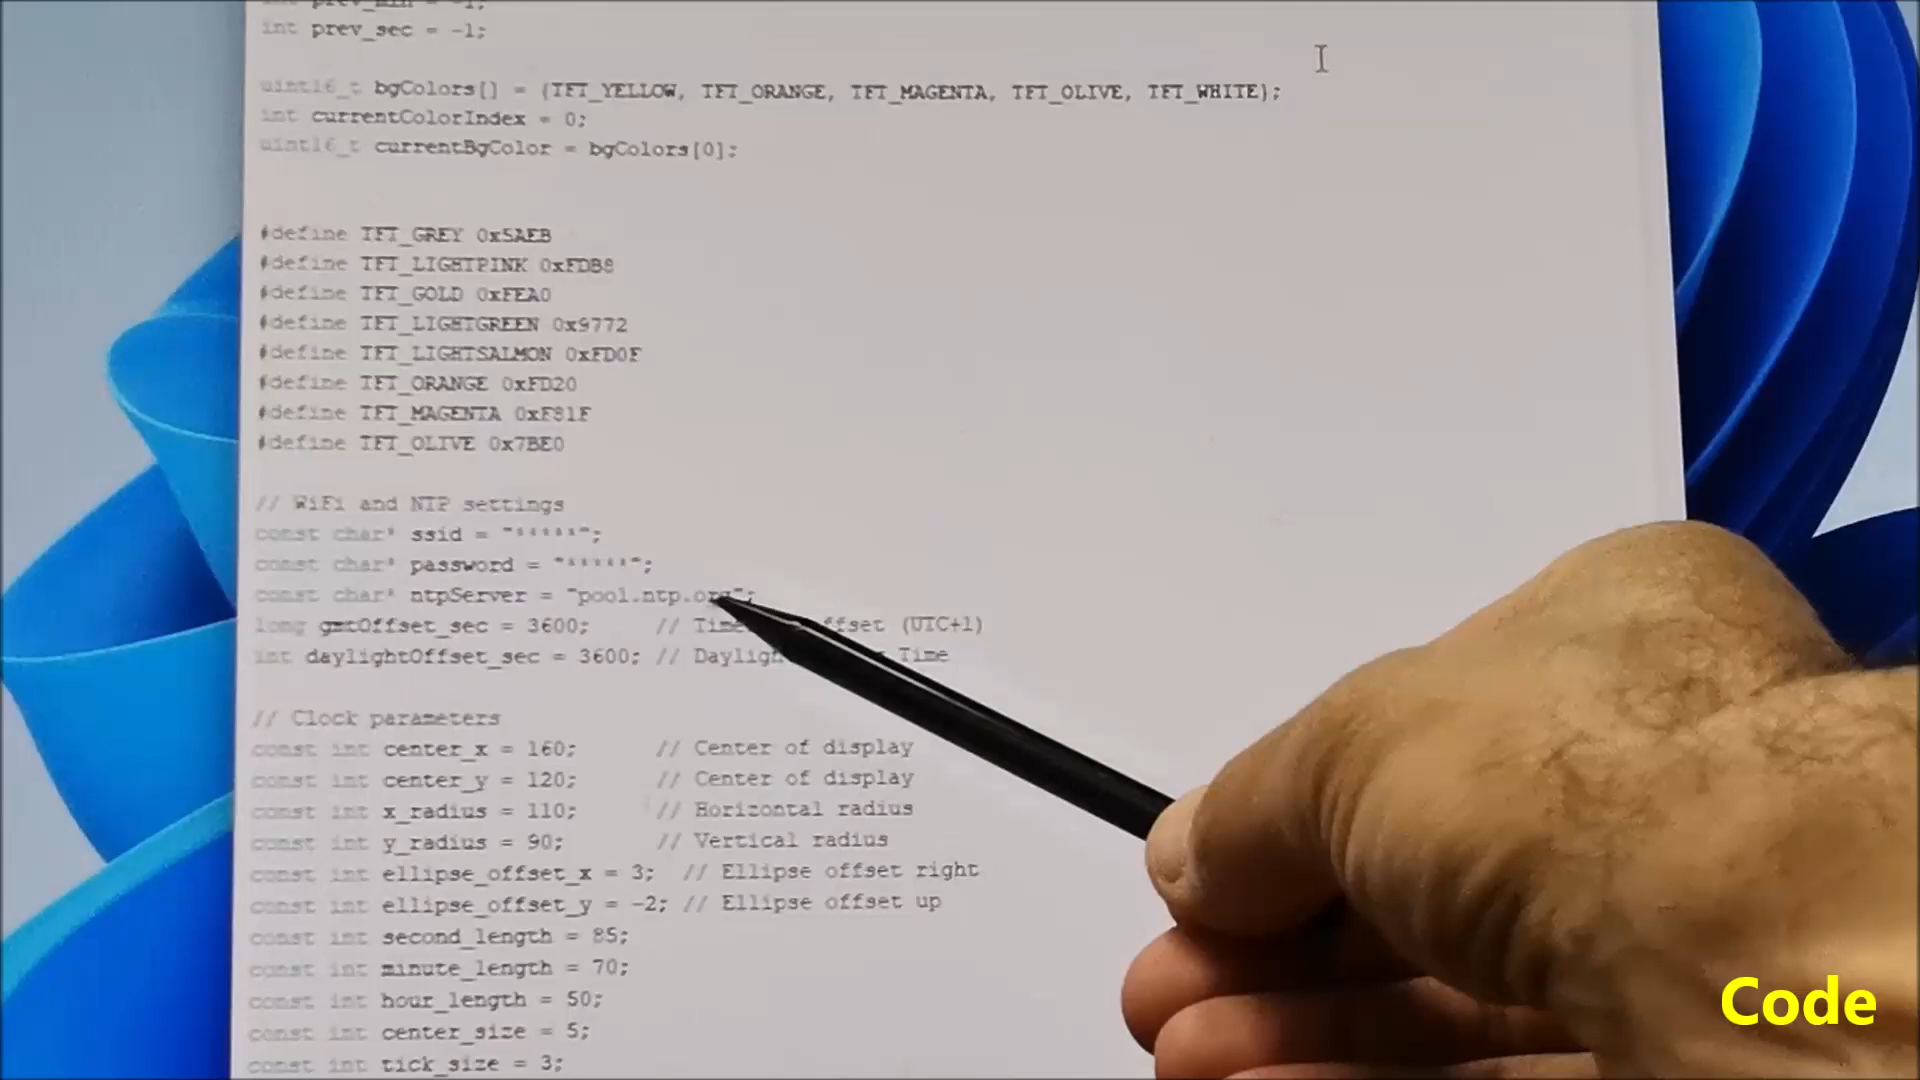 int prev_min = -1;
int prev_sec = -1;
uint16_t bgColors[] = {TFT_YELLOW, TFT_ORANGE, TFT_MAGENTA, TFT_OLIVE, TFT_WHITE};
int currentColorIndex = 0;
uint16_t currentBgColor = bgColors[0];
#define TFT_GREY 0x5AEB
#define TFT_LIGHTPINK 0xFDB8
#define TFT_GOLD 0xFEA0
#define TFT_LIGHTGREEN 0x9772
#define TFT_LIGHTSALMON 0xFD0F
#define TFT_ORANGE 0xFD20
#define TFT_MAGENTA 0xF81F
#define TFT_OLIVE 0x7BE0
// WiFi and NTP settings
const char* ssid = "*****";
const char* password = "*****";
const char* ntpServer = "pool.ntp.org";
long gmtOffset_sec = 3600; // (UTC+1)
int daylightOffset_sec = 3600; // Time
// Clock parameters
const int center_x = 160; // Center of display
const int center_y = 120; // Center of display
const int x_radius = 110; // Horizontal radius
const int y_radius = 90; // Vertical radius
const int ellipse_offset_x = 3; // Ellipse offset right
const int ellipse_offset_y = -2; // Ellipse offset up
const int second_length = 85;
const int minute_length = 70;
const int hour_length = 50;
const int center_size = 5;
const int tick_size = 3;
Code